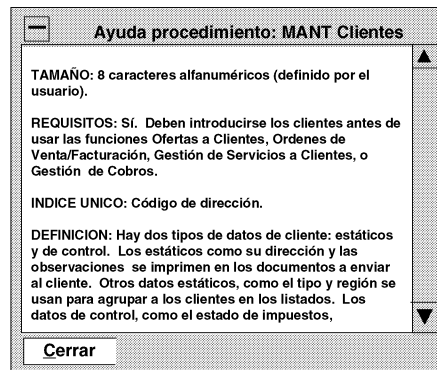 Ayuda procedimiento: MANT Clientes
TAMAÑO: 8 caracteres alfanuméricos (definido por el
usuario).
REQUISITOS: Sí. Deben introducirse los clientes antes de
usar las funciones Ofertas a Clientes, Ordenes de
Venta/Facturación, Gestión de Servicios a Clientes, o
Gestión de Cobros.
INDICE UNICO: Código de dirección.
DEFINICION: Hay dos tipos de datos de cliente: estáticos
y de control. Los estáticos como su dirección y las
observaciones se imprimen en los documentos a enviar
al cliente. Otros datos estáticos, como el tipo y región se
usan para agrupar a los clientes en los listados. Los
datos de control, como el estado de impuestos,
Cerrar